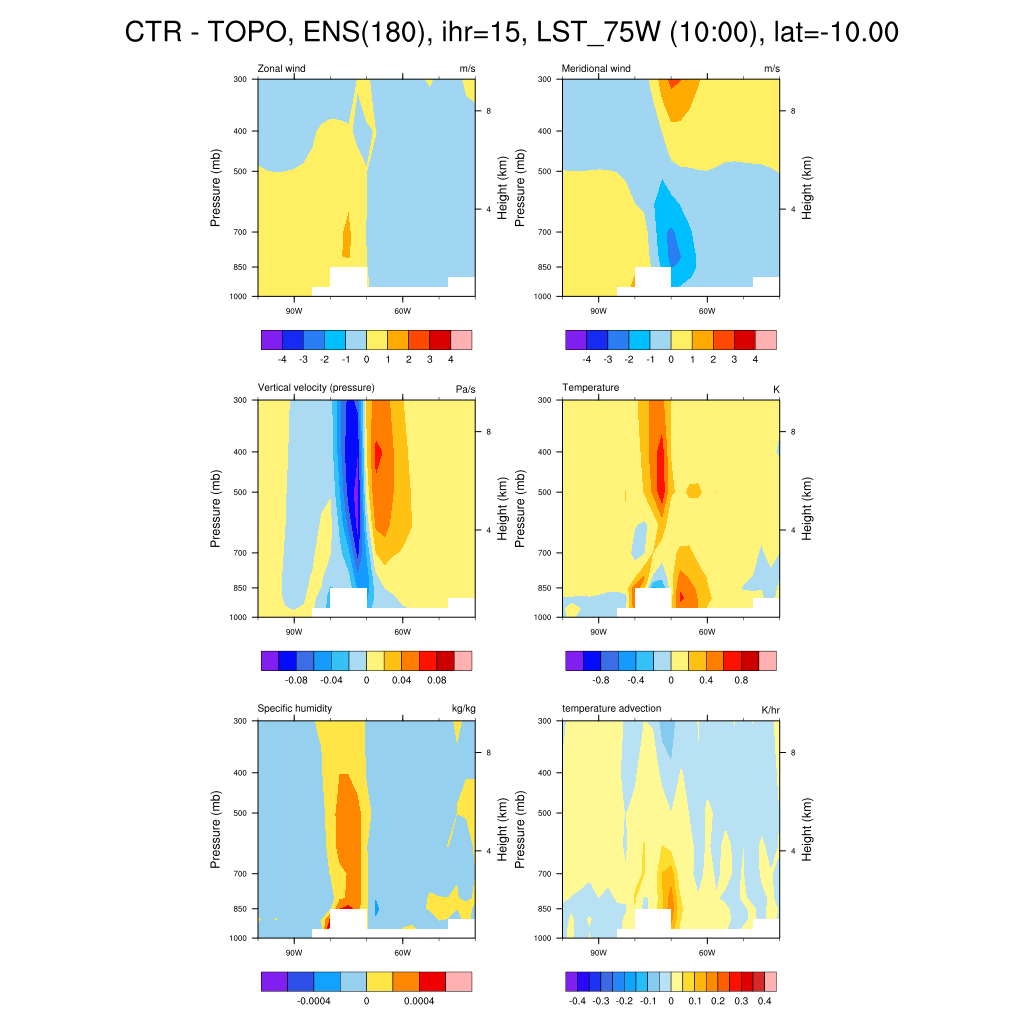 CTR - TOPO, ENS(180), ihr=15, LST_75W (10:00), lat=-10.00
Zonal wind m/s
300
400
500
700
850
1000
Pressure (mb)
8
4
Height (km)
90W 60W
-4 -3 -2 -1 0 1 2 3 4
Meridional wind m/s
300
400
500
700
850
1000
Pressure (mb)
8
4
Height (km)
90W 60W
-4 -3 -2 -1 0 1 2 3 4
Vertical velocity (pressure) Pa/s
300
400
500
700
850
1000
Pressure (mb)
8
4
Height (km)
90W 60W
-0.08 -0.04 0 0.04 0.08
Temperature K
300
400
500
700
850
1000
Pressure (mb)
8
4
Height (km)
90W 60W
-0.8 -0.4 0 0.4 0.8
Specific humidity kg/kg
300
400
500
700
850
1000
Pressure (mb)
8
4
Height (km)
90W 60W
-0.0004 0 0.0004
temperature advection K/hr
300
400
500
700
850
1000
Pressure (mb)
8
4
Height (km)
90W 60W
-0.4 -0.3 -0.2 -0.1 0 0.1 0.2 0.3 0.4